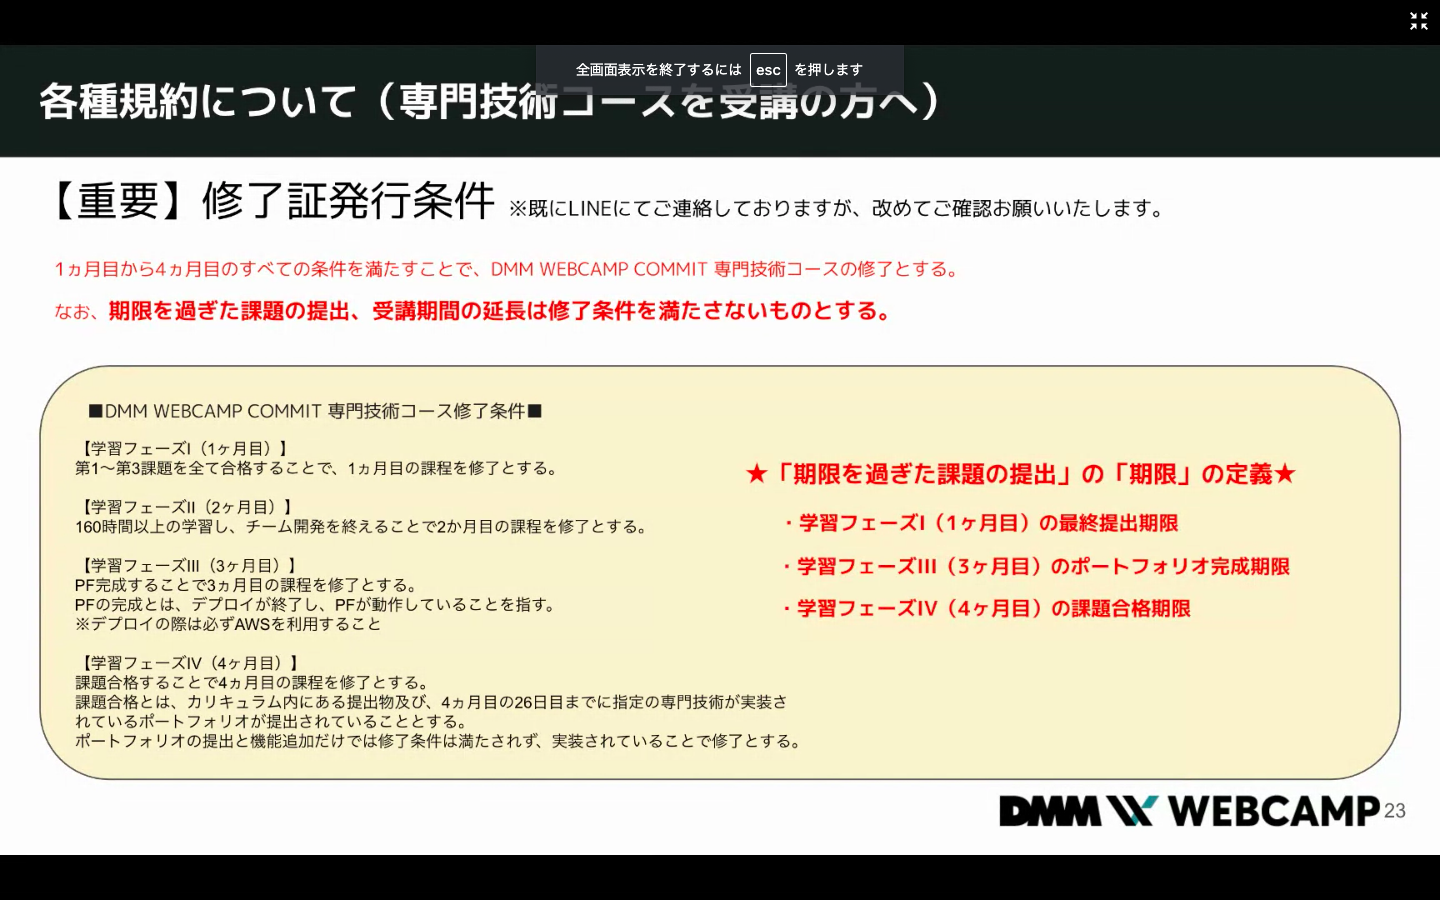 全画面表示を終了するには esc を押します
各種規約について（専門技術コースを受講の方へ）
【重要】修了証発行条件 ※既にLINEにてご連絡しておりますが、改めてご確認お願いいたします。
1ヵ月目から4ヵ月目のすべての条件を満たすことで、DMM WEBCAMP COMMIT 専門技術コースの修了とする。
なお、期限を過ぎた課題の提出、受講期間の延長は修了条件を満たさないものとする。
■DMM WEBCAMP COMMIT 専門技術コース修了条件■
【学習フェーズI（1ヶ月目）】
第1〜第3課題を全て合格することで、1ヵ月目の課程を修了とする。
【学習フェーズII（2ヶ月目）】
160時間以上の学習し、チーム開発を終えることで2か月目の課程を修了とする。
【学習フェーズIII（3ヶ月目）】
PF完成することで3ヵ月目の課程を修了とする。
PFの完成とは、デプロイが終了し、PFが動作していることを指す。
※デプロイの際は必ずAWSを利用すること
【学習フェーズIV（4ヶ月目）】
課題合格することで4ヵ月目の課程を修了とする。
課題合格とは、カリキュラム内にある提出物及び、4ヵ月目の26日目までに指定の専門技術が実装さ
れているポートフォリオが提出されていることとする。
ポートフォリオの提出と機能追加だけでは修了条件は満たされず、実装されていることで修了とする。
★「期限を過ぎた課題の提出」の「期限」の定義★
・学習フェーズI（1ヶ月目）の最終提出期限
・学習フェーズIII（3ヶ月目）のポートフォリオ完成期限
・学習フェーズIV（4ヶ月目）の課題合格期限
DMM WEBCAMP 23